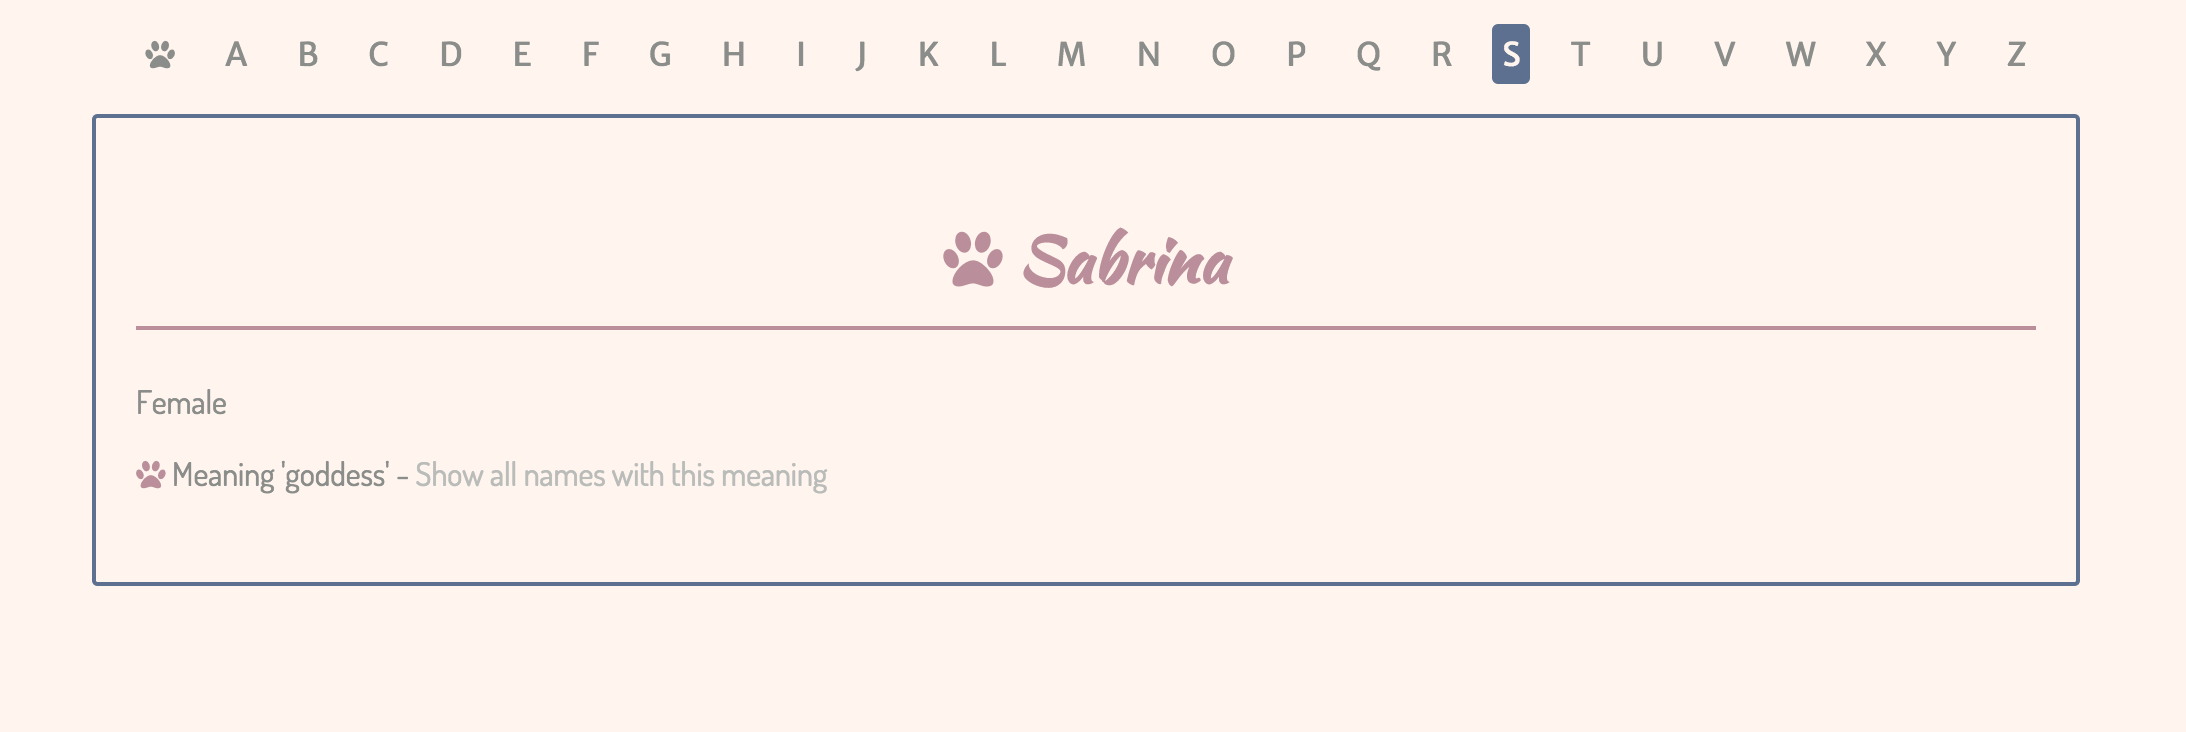 A B C D E F G H I J K L M N O P Q R S T U V W X Y Z
Sabrina
Female
Meaning 'goddess' - Show all names with this meaning